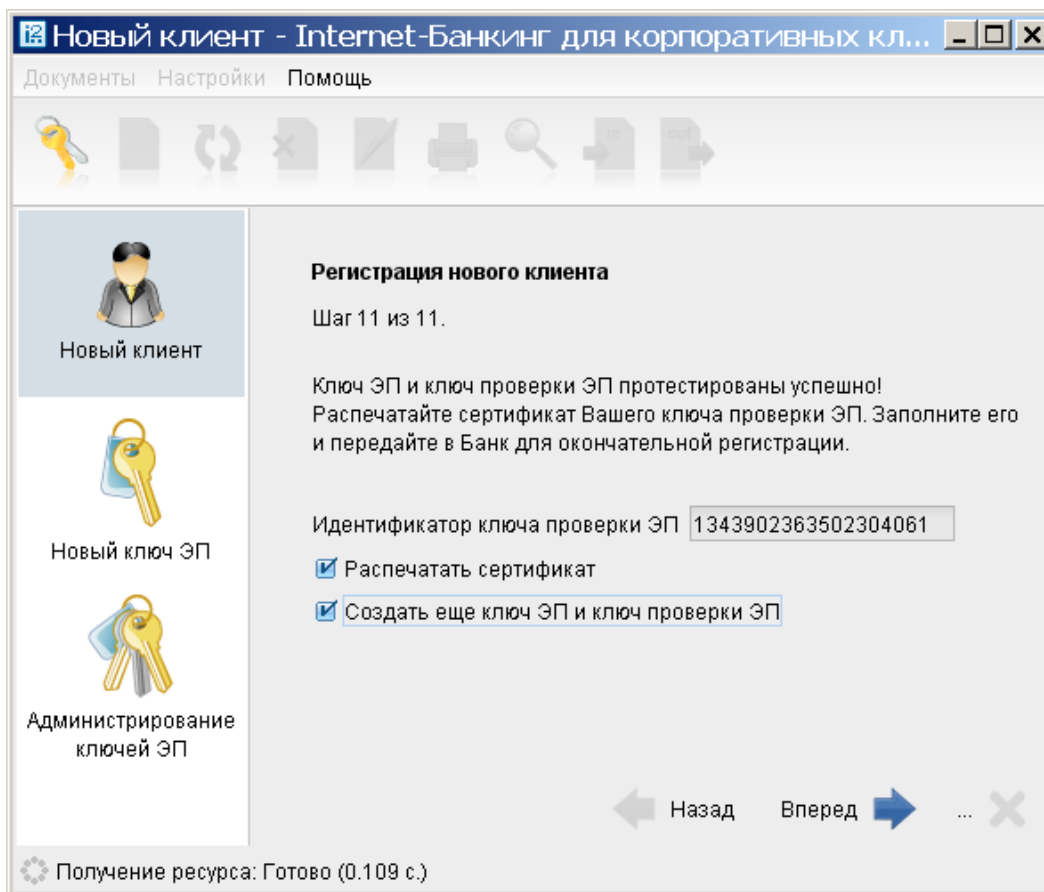 Новый клиент - Internet-Банкинг для корпоративных кл...
Документы Настройки Помощь
in out
Новый клиент
Новый ключ ЭП
Администрирование
ключей ЭП
Регистрация нового клиента
Шаг 11 из 11.
Ключ ЭП и ключ проверки ЭП протестированы успешно!
Распечатайте сертификат Вашего ключа проверки ЭП. Заполните его
и передайте в Банк для окончательной регистрации.
Идентификатор ключа проверки ЭП 1343902363502304061
Распечатать сертификат
Создать еще ключ ЭП и ключ проверки ЭП
Назад Вперед ...
Получение ресурса: Готово (0.109 с.)